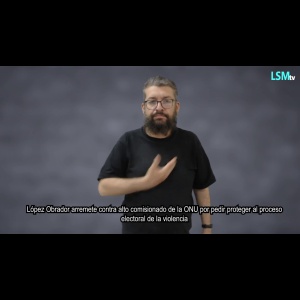 LSMtv
López Obrador arremete contra alto comisionado de la ONU por pedir proteger al proceso
electoral de la violencia